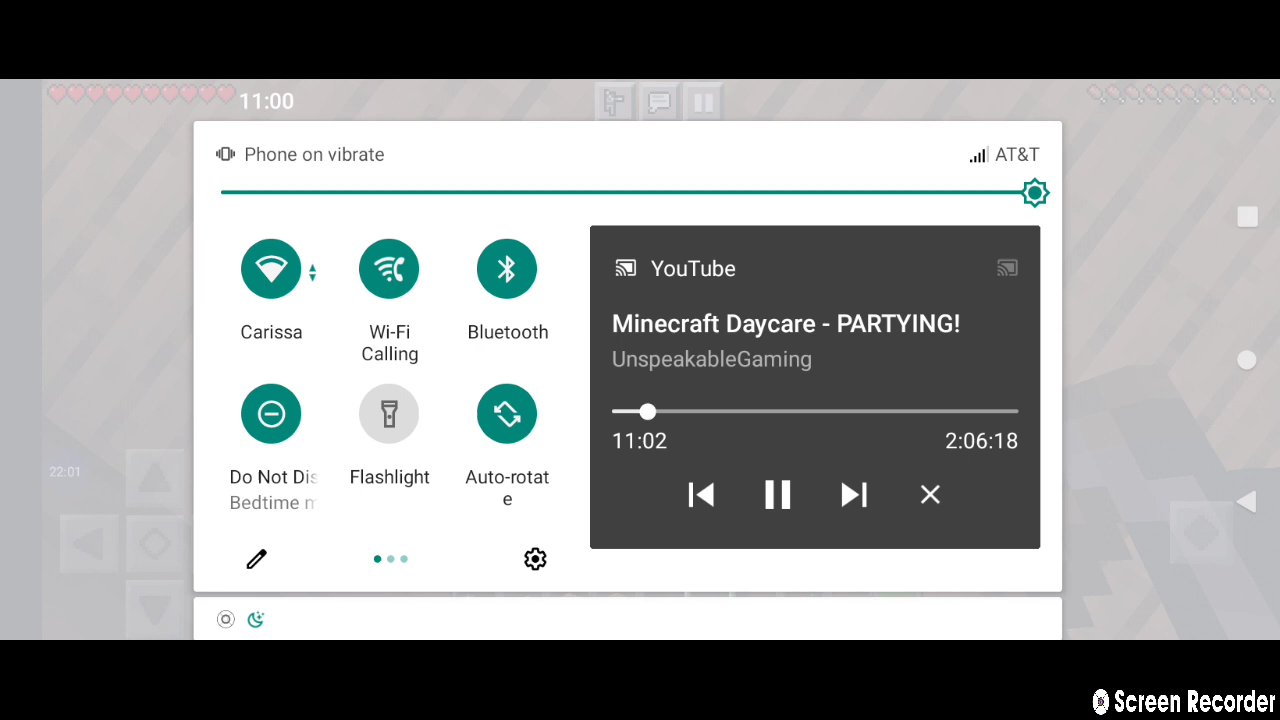 11:00
Phone on vibrate
AT&T
YouTube
Minecraft Daycare - PARTYING!
UnspeakableGaming
11:02
2:06:18
Carissa
Wi-Fi
Calling
Bluetooth
Do Not Dis
Bedtime m
Flashlight
Auto-rotat
e
22:01
Screen Recorder